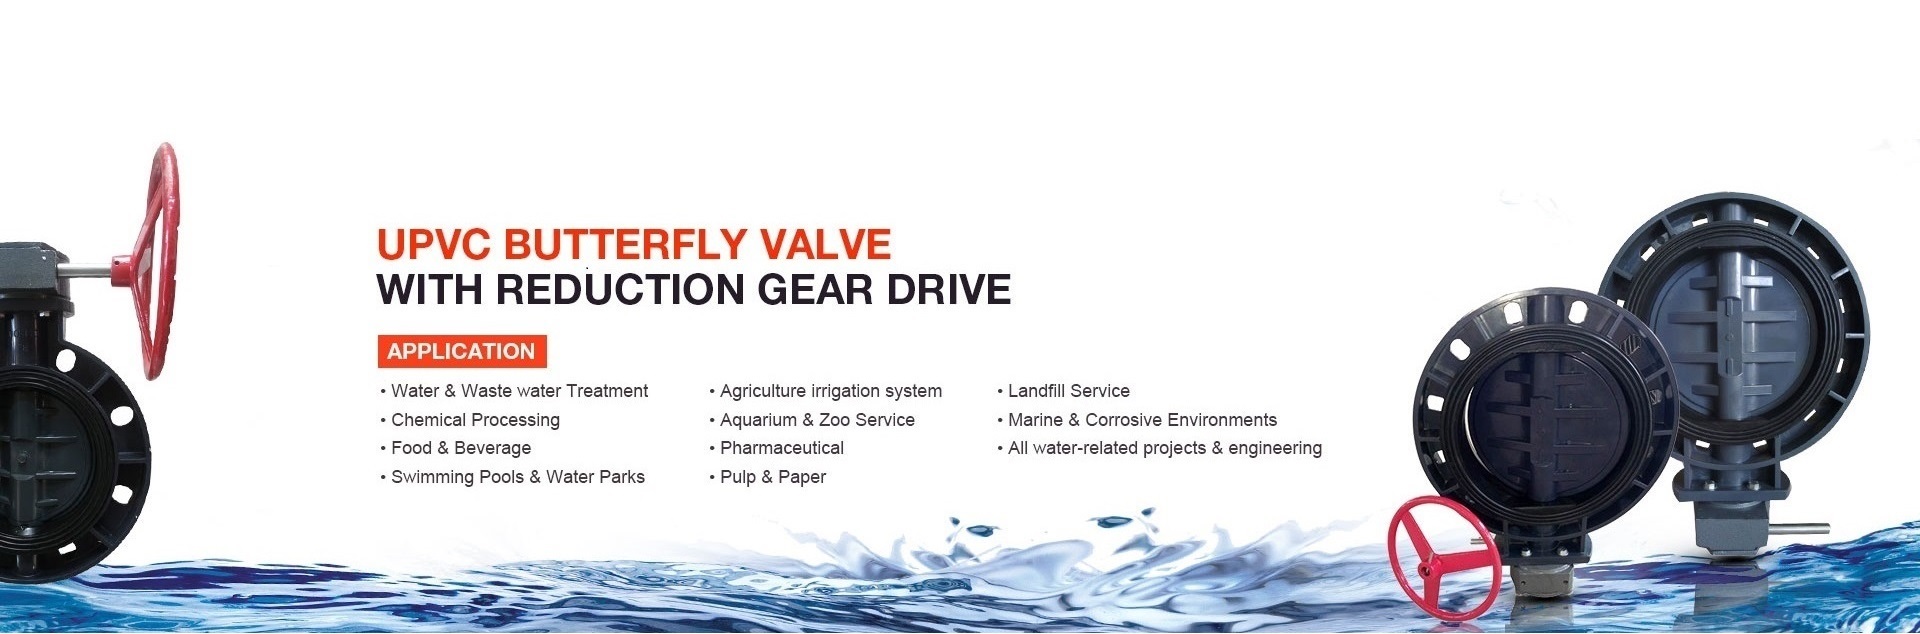 UPVC BUTTERFLY VALVE
WITH REDUCTION GEAR DRIVE
APPLICATION
• Water & Waste water Treatment
• Chemical Processing
• Food & Beverage
• Swimming Pools & Water Parks
• Agriculture irrigation system
• Aquarium & Zoo Service
• Pharmaceutical
• Pulp & Paper
• Landfill Service
• Marine & Corrosive Environments
• All water-related projects & engineering